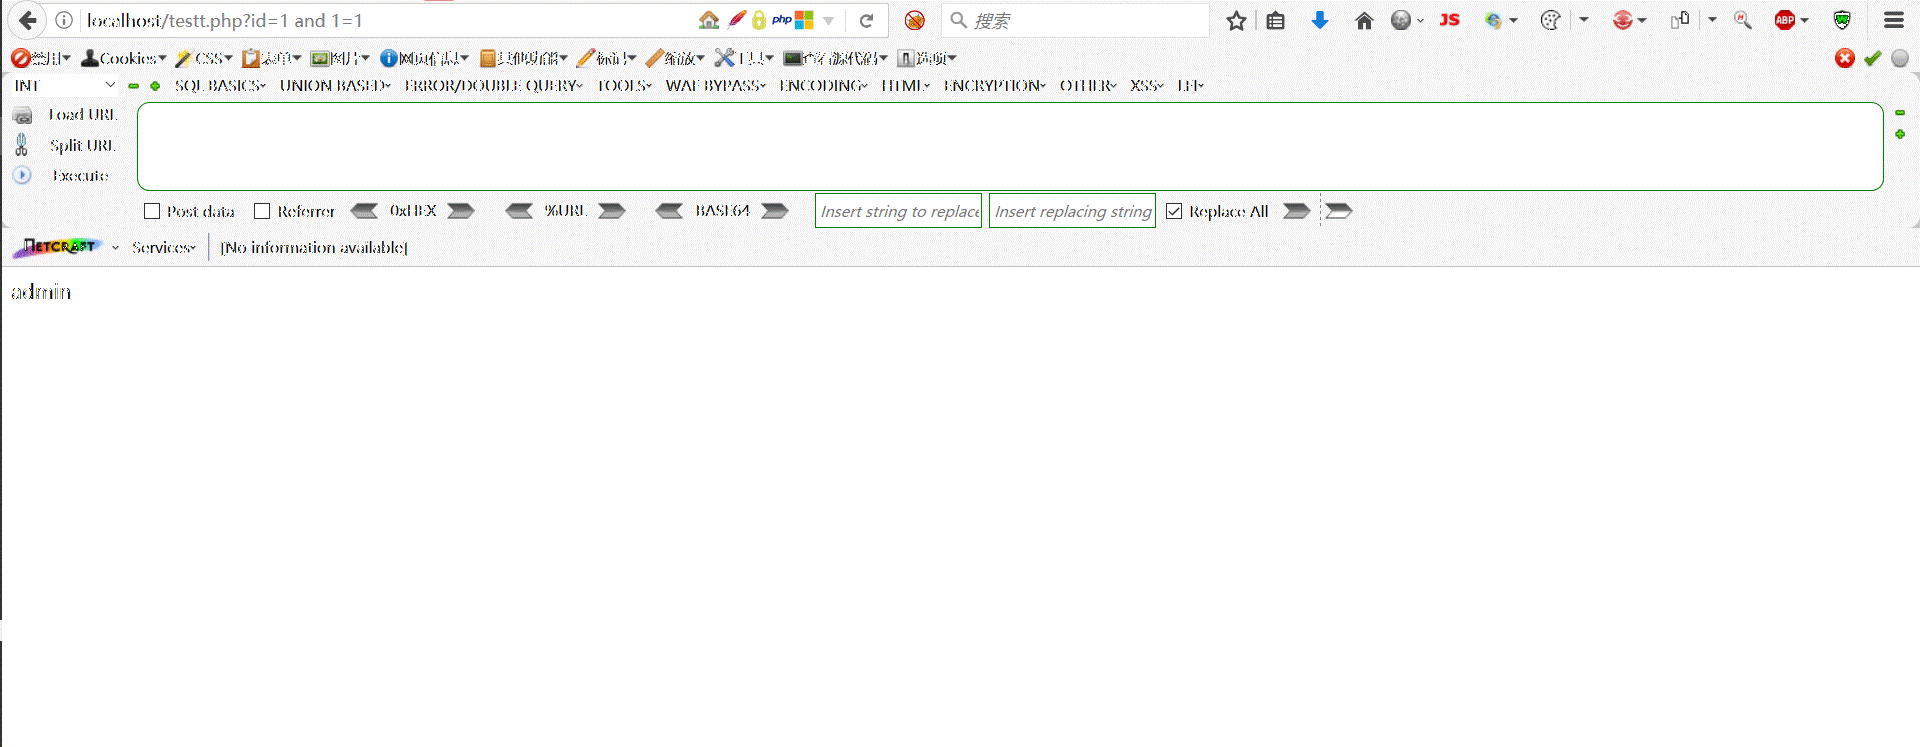 localhost/testt.php?id=1 and 1=1 php 搜索 JS ABP
禁用 Cookies CSS 表单 图片 网页信息 其他功能 标记 缩放 工具 查看源代码 选项
INT SQL BASICS UNION BASED ERROR/DOUBLE QUERY TOOLS WAF BYPASS ENCODING HTML ENCRYPTION OTHER XSS LFI
Load URL
Split URL
Execute
Post data Referrer 0xHEX %URL BASE64 Insert string to replace Insert replacing string Replace All
NETCRAFT Services [No information available]
admin